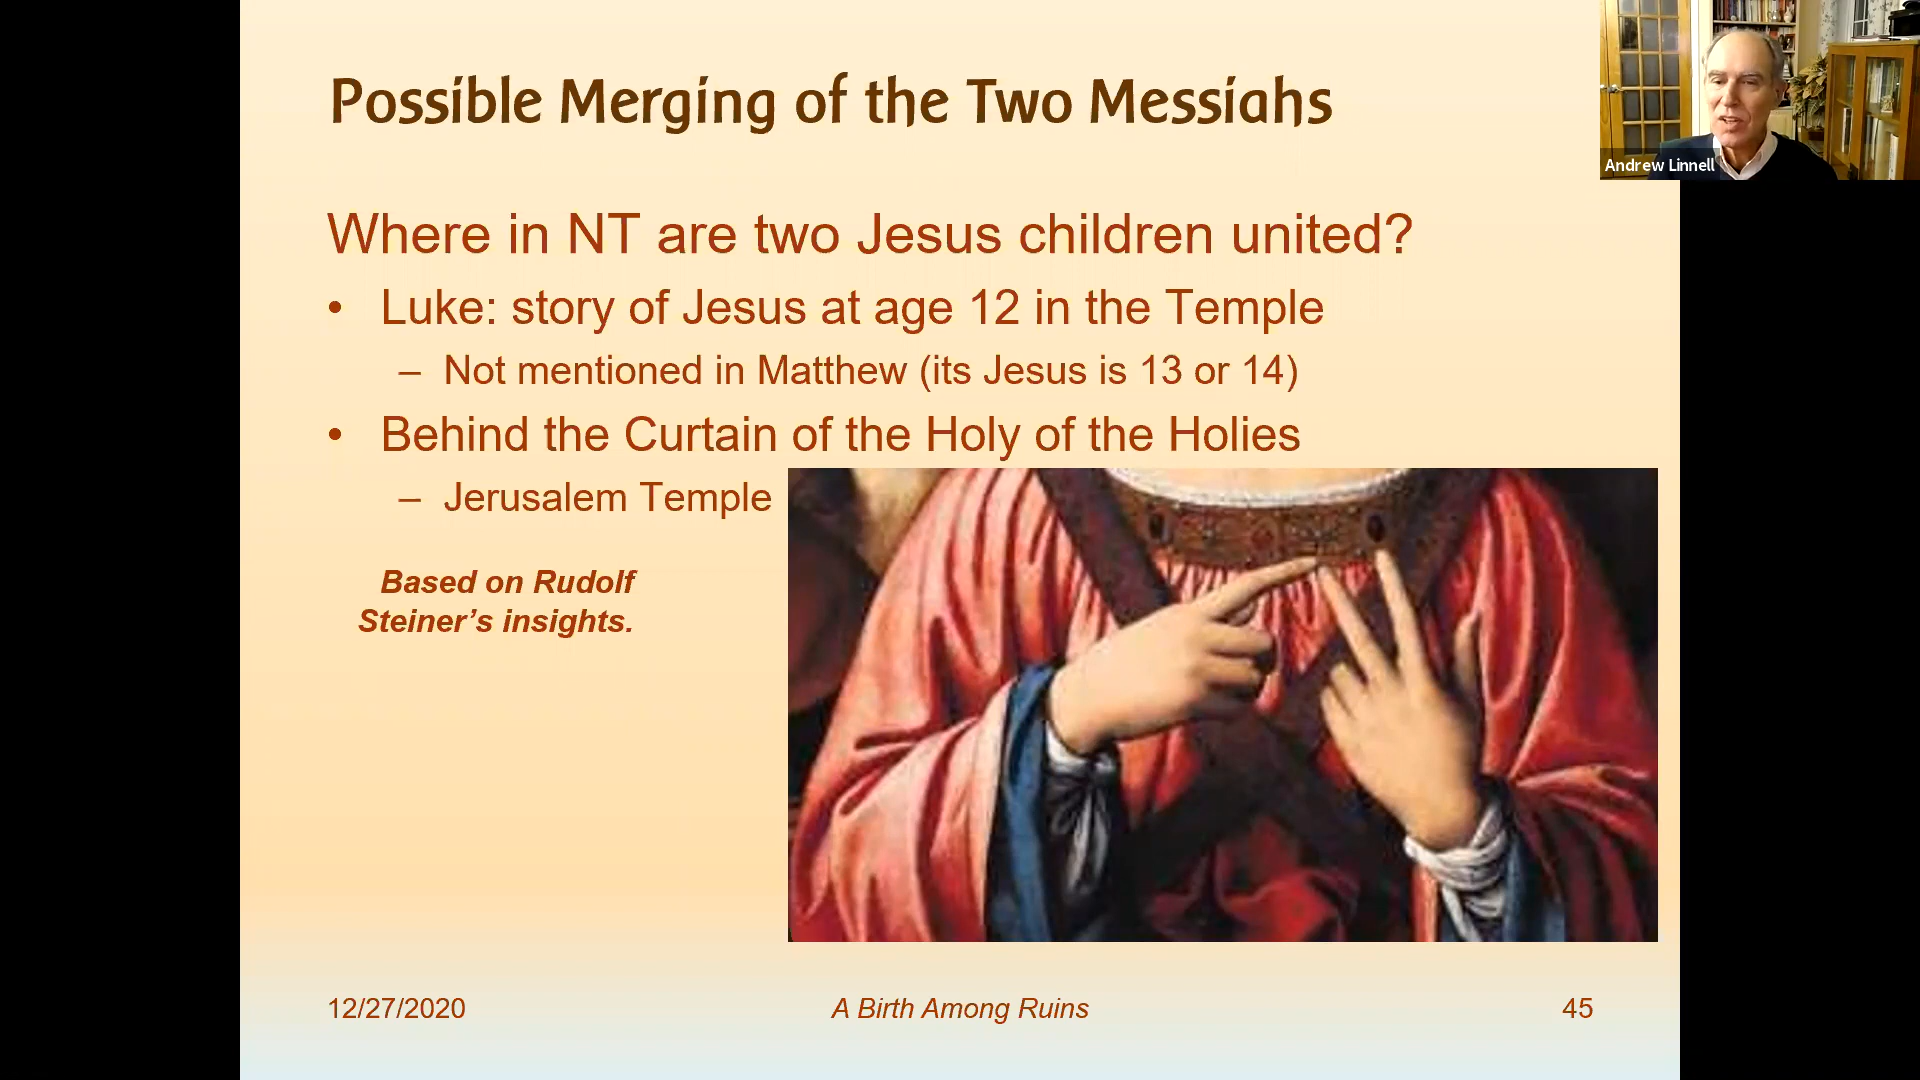 Possible Merging of the Two Messiahs
Andrew Linnell
Where in NT are two Jesus children united?
• Luke: story of Jesus at age 12 in the Temple
– Not mentioned in Matthew (its Jesus is 13 or 14)
• Behind the Curtain of the Holy of the Holies
– Jerusalem Temple
Based on Rudolf
Steiner’s insights.
12/27/2020
A Birth Among Ruins
45